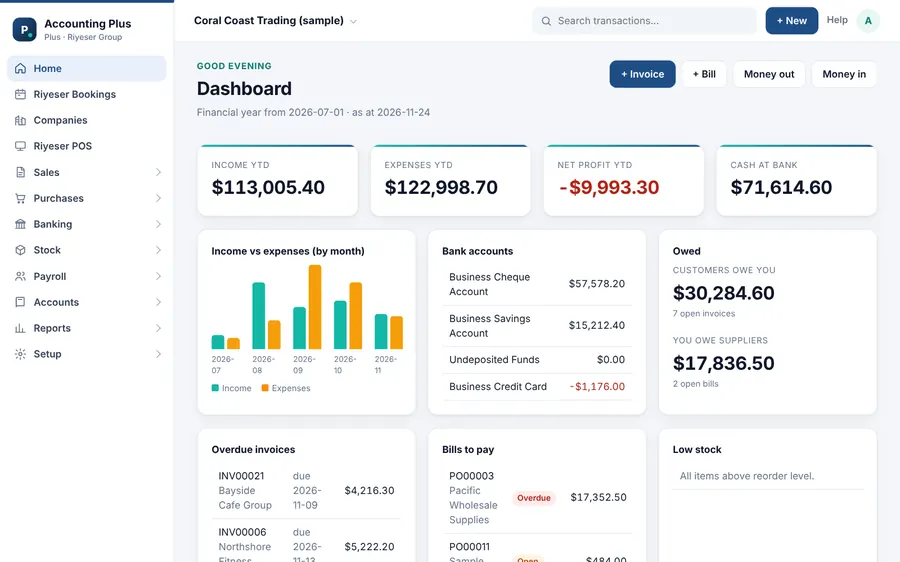 Accounting Plus
Plus · Riyeser Group
Home
Riyeser Bookings
Companies
Riyeser POS
Sales
Purchases
Banking
Stock
Payroll
Accounts
Reports
Setup
Coral Coast Trading (sample)
Search transactions...
+ New
Help
A
GOOD EVENING
Dashboard
Financial year from 2026-07-01 · as at 2026-11-24
+ Invoice
+ Bill
Money out
Money in
INCOME YTD
$113,005.40
EXPENSES YTD
$122,998.70
NET PROFIT YTD
-$9,993.30
CASH AT BANK
$71,614.60
Income vs expenses (by month)
2026-07
2026-08
2026-09
2026-10
2026-11
Income
Expenses
Bank accounts
Business Cheque
Account
$57,578.20
Business Savings
Account
$15,212.40
Undeposited Funds
$0.00
Business Credit Card
-$1,176.00
Owed
CUSTOMERS OWE YOU
$30,284.60
7 open invoices
YOU OWE SUPPLIERS
$17,836.50
2 open bills
Overdue invoices
INV00021
Bayside
Cafe Group
due
2026-
11-09
$4,216.30
INV00006
Northshore
Fitness
due
2026-
11-13
$5,222.20
Bills to pay
PO00003
Pacific
Wholesale
Supplies
Overdue
$17,352.50
PO00011
Sample
Open
$484.00
Low stock
All items above reorder level.